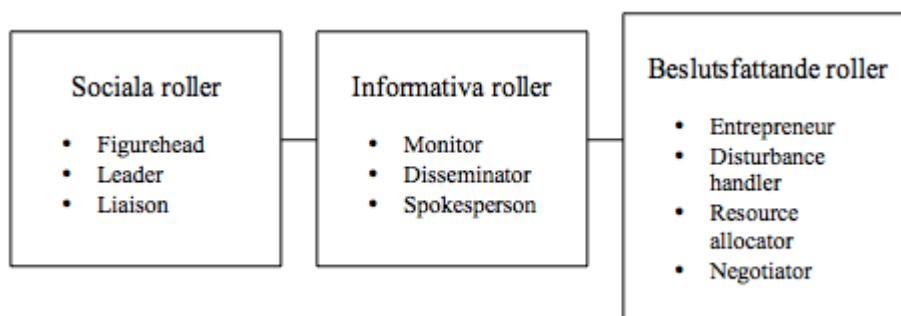 Sociala roller
• Figurehead
• Leader
• Liaison
Informativa roller
• Monitor
• Disseminator
• Spokesperson
Beslutsfattande roller
• Entrepreneur
• Disturbance
handler
• Resource
allocator
• Negotiator